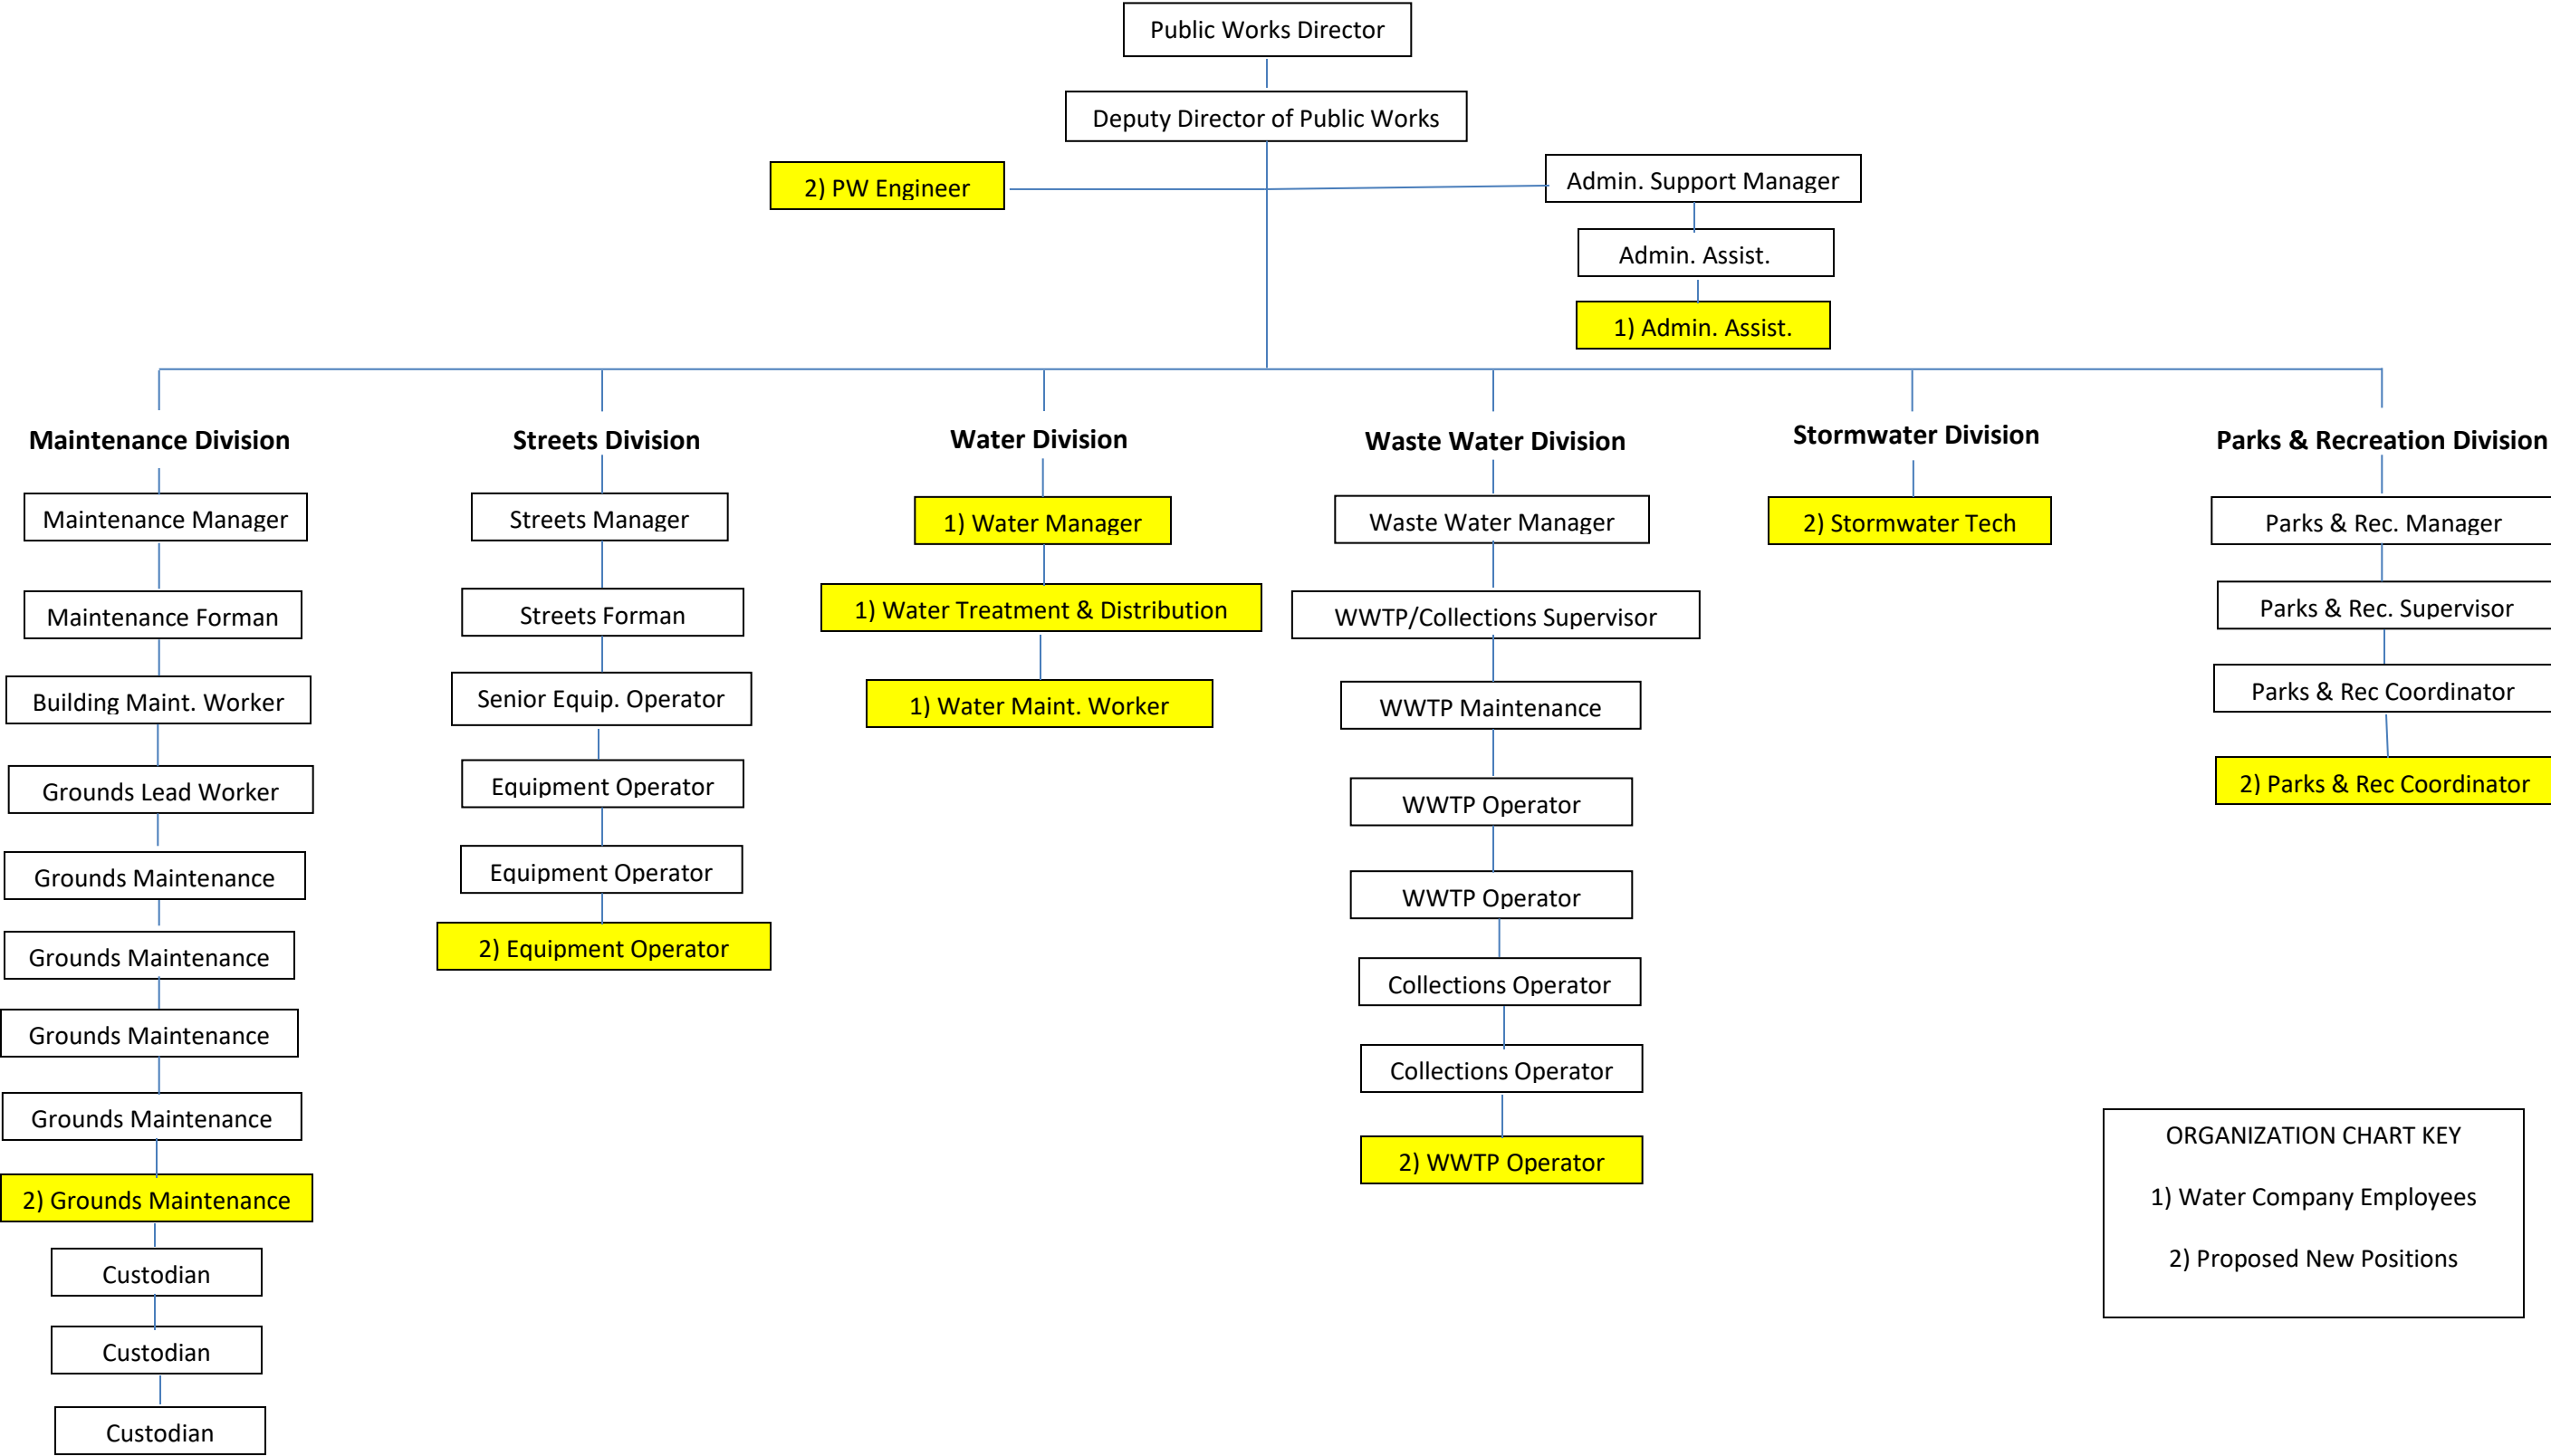 Public Works Director
Deputy Director of Public Works
2) PW Engineer
Admin. Support Manager
Admin. Assist.
1) Admin. Assist.
Maintenance Division
Maintenance Manager
Maintenance Forman
Building Maint. Worker
Grounds Lead Worker
Grounds Maintenance
Grounds Maintenance
Grounds Maintenance
Grounds Maintenance
2) Grounds Maintenance
Custodian
Custodian
Custodian
Streets Division
Streets Manager
Streets Forman
Senior Equip. Operator
Equipment Operator
Equipment Operator
2) Equipment Operator
Water Division
1) Water Manager
1) Water Treatment & Distribution
1) Water Maint. Worker
Waste Water Division
Waste Water Manager
WWTP/Collections Supervisor
WWTP Maintenance
WWTP Operator
WWTP Operator
Collections Operator
Collections Operator
2) WWTP Operator
Stormwater Division
2) Stormwater Tech
Parks & Recreation Division
Parks & Rec. Manager
Parks & Rec. Supervisor
Parks & Rec Coordinator
2) Parks & Rec Coordinator
ORGANIZATION CHART KEY
1) Water Company Employees
2) Proposed New Positions